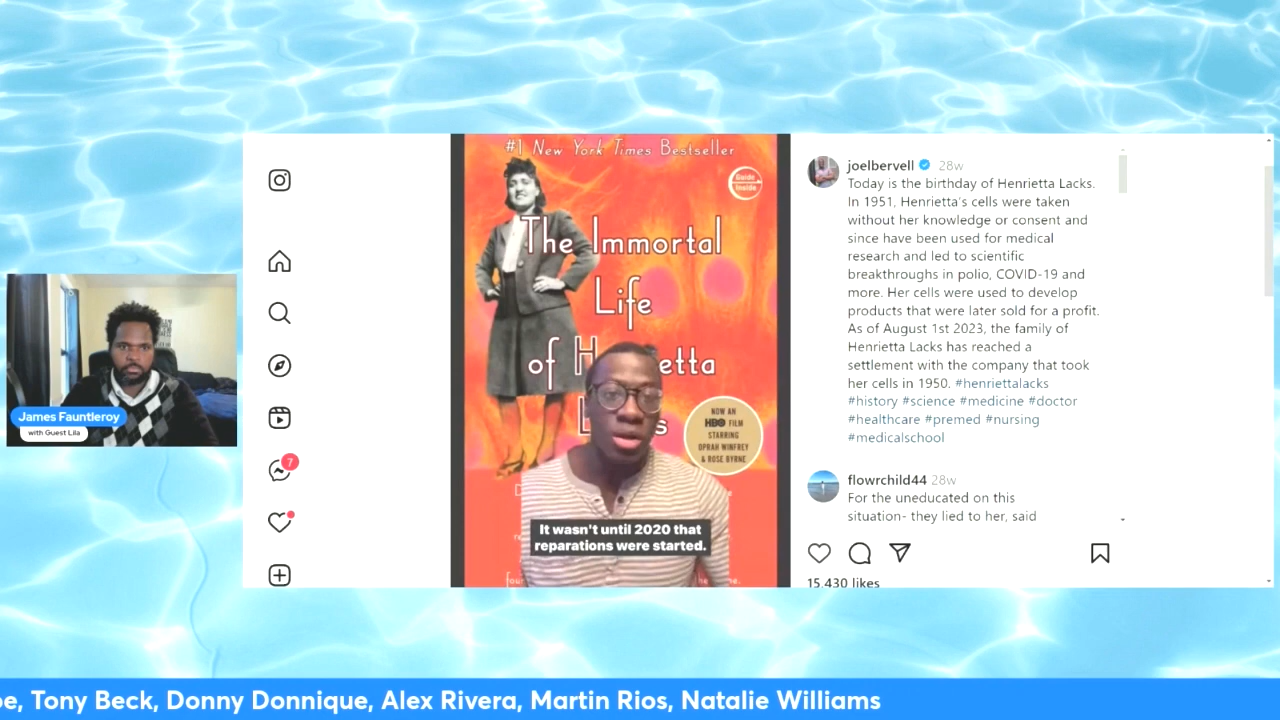 #1 New York Times Bestseller
Guide
Inside
The Immortal
Life
of H etta
L s
NOW AN
HBO FILM
STARRING
OPRAH WINFREY
& ROSE BYRNE
It wasn't until 2020 that
reparations were started.
7
James Fauntleroy
with Guest Lila
joelbervell 28w
Today is the birthday of Henrietta Lacks.
In 1951, Henrietta's cells were taken
without her knowledge or consent and
since have been used for medical
research and led to scientific
breakthroughs in polio, COVID-19 and
more. Her cells were used to develop
products that were later sold for a profit.
As of August 1st 2023, the family of
Henrietta Lacks has reached a
settlement with the company that took
her cells in 1950. #henriettalacks
#history #science #medicine #doctor
#healthcare #premed #nursing
#medicalschool
flowrchild44 28w
For the uneducated on this
situation- they lied to her, said
15,430 likes
oe, Tony Beck, Donny Donnique, Alex Rivera, Martin Rios, Natalie Williams